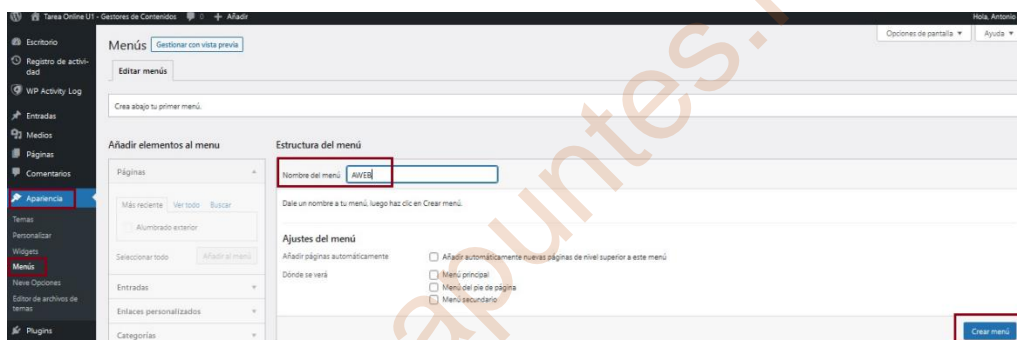 Tarea Online U1 - Gestores de Contenidos 0 + Añadir Hola, Antonio
Opciones de pantalla ▼ Ayuda ▼
Escritorio
Registro de activi-
dad
WP Activity Log
Entradas
Medios
Páginas
Comentarios
Apariencia
Temas
Personalizar
Widgets
Menús
Neve Opciones
Editor de archivos de
temas
Plugins
Menús Gestionar con vista previa
Editar menús
Crea abajo tu primer menú.
Añadir elementos al menu
Páginas
Más reciente Ver todo Buscar
Alumbrado exterior
Seleccionar todo Añadir al menú
Entradas
Enlaces personalizados
Categorías
Estructura del menú
Nombre del menú AWEB
Dale un nombre a tu menú, luego haz clic en Crear menú.
Ajustes del menú
Añadir páginas automáticamente Añadir automáticamente nuevas páginas de nivel superior a este menú
Dónde se verá Menú principal
Menú del pie de página
Menú secundario
Crear menú
apuntes.